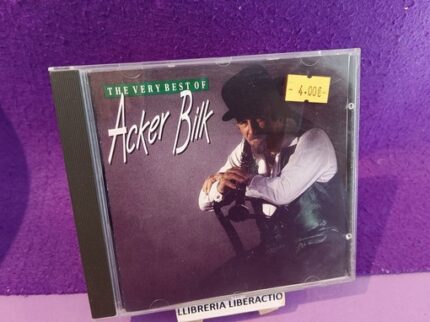 THE VERY BEST OF
Acker Bilk
- 4.00€-
LLIBRERIA LIBERACTIO